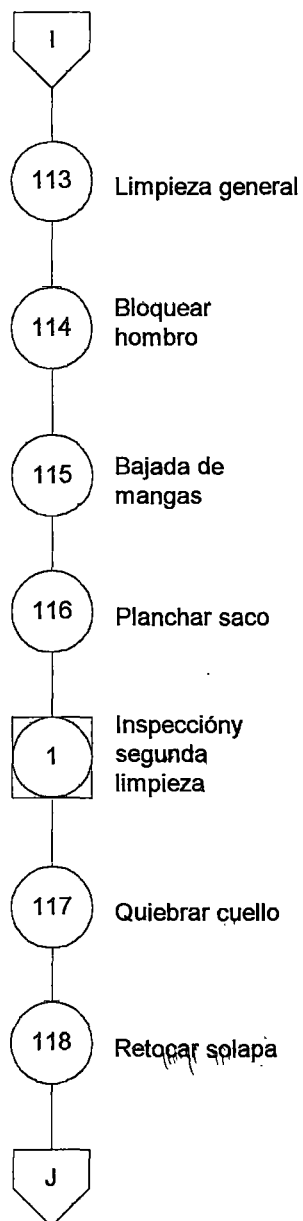 I
113
Limpieza general
114
Bloquear
hombro
115
Bajada de
mangas
116
Planchar saco
1
Inspeccióny
segunda
limpieza
117
Quiebrar cuello
118
Retocar solapa
J